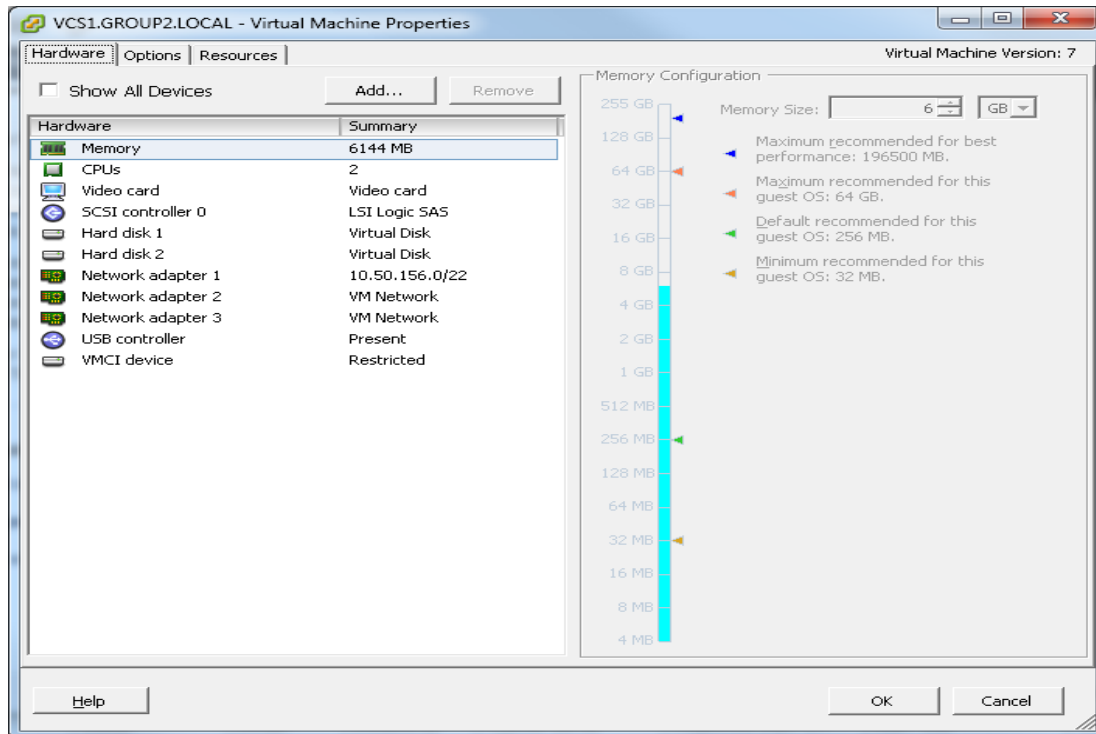 VCS1.GROUP2.LOCAL - Virtual Machine Properties
Hardware Options Resources Virtual Machine Version: 7
Show All Devices Add... Remove
Hardware Summary
Memory 6144 MB
CPUs 2
Video card Video card
SCSI controller 0 LSI Logic SAS
Hard disk 1 Virtual Disk
Hard disk 2 Virtual Disk
Network adapter 1 10.50.156.0/22
Network adapter 2 VM Network
Network adapter 3 VM Network
USB controller Present
VMCI device Restricted
Memory Configuration
255 GB
128 GB
64 GB
32 GB
16 GB
8 GB
4 GB
2 GB
1 GB
512 MB
256 MB
128 MB
64 MB
32 MB
16 MB
8 MB
4 MB
Memory Size: 6 GB
Maximum recommended for best
performance: 196500 MB.
Maximum recommended for this
guest OS: 64 GB.
Default recommended for this
guest OS: 256 MB.
Minimum recommended for this
guest OS: 32 MB.
Help OK Cancel